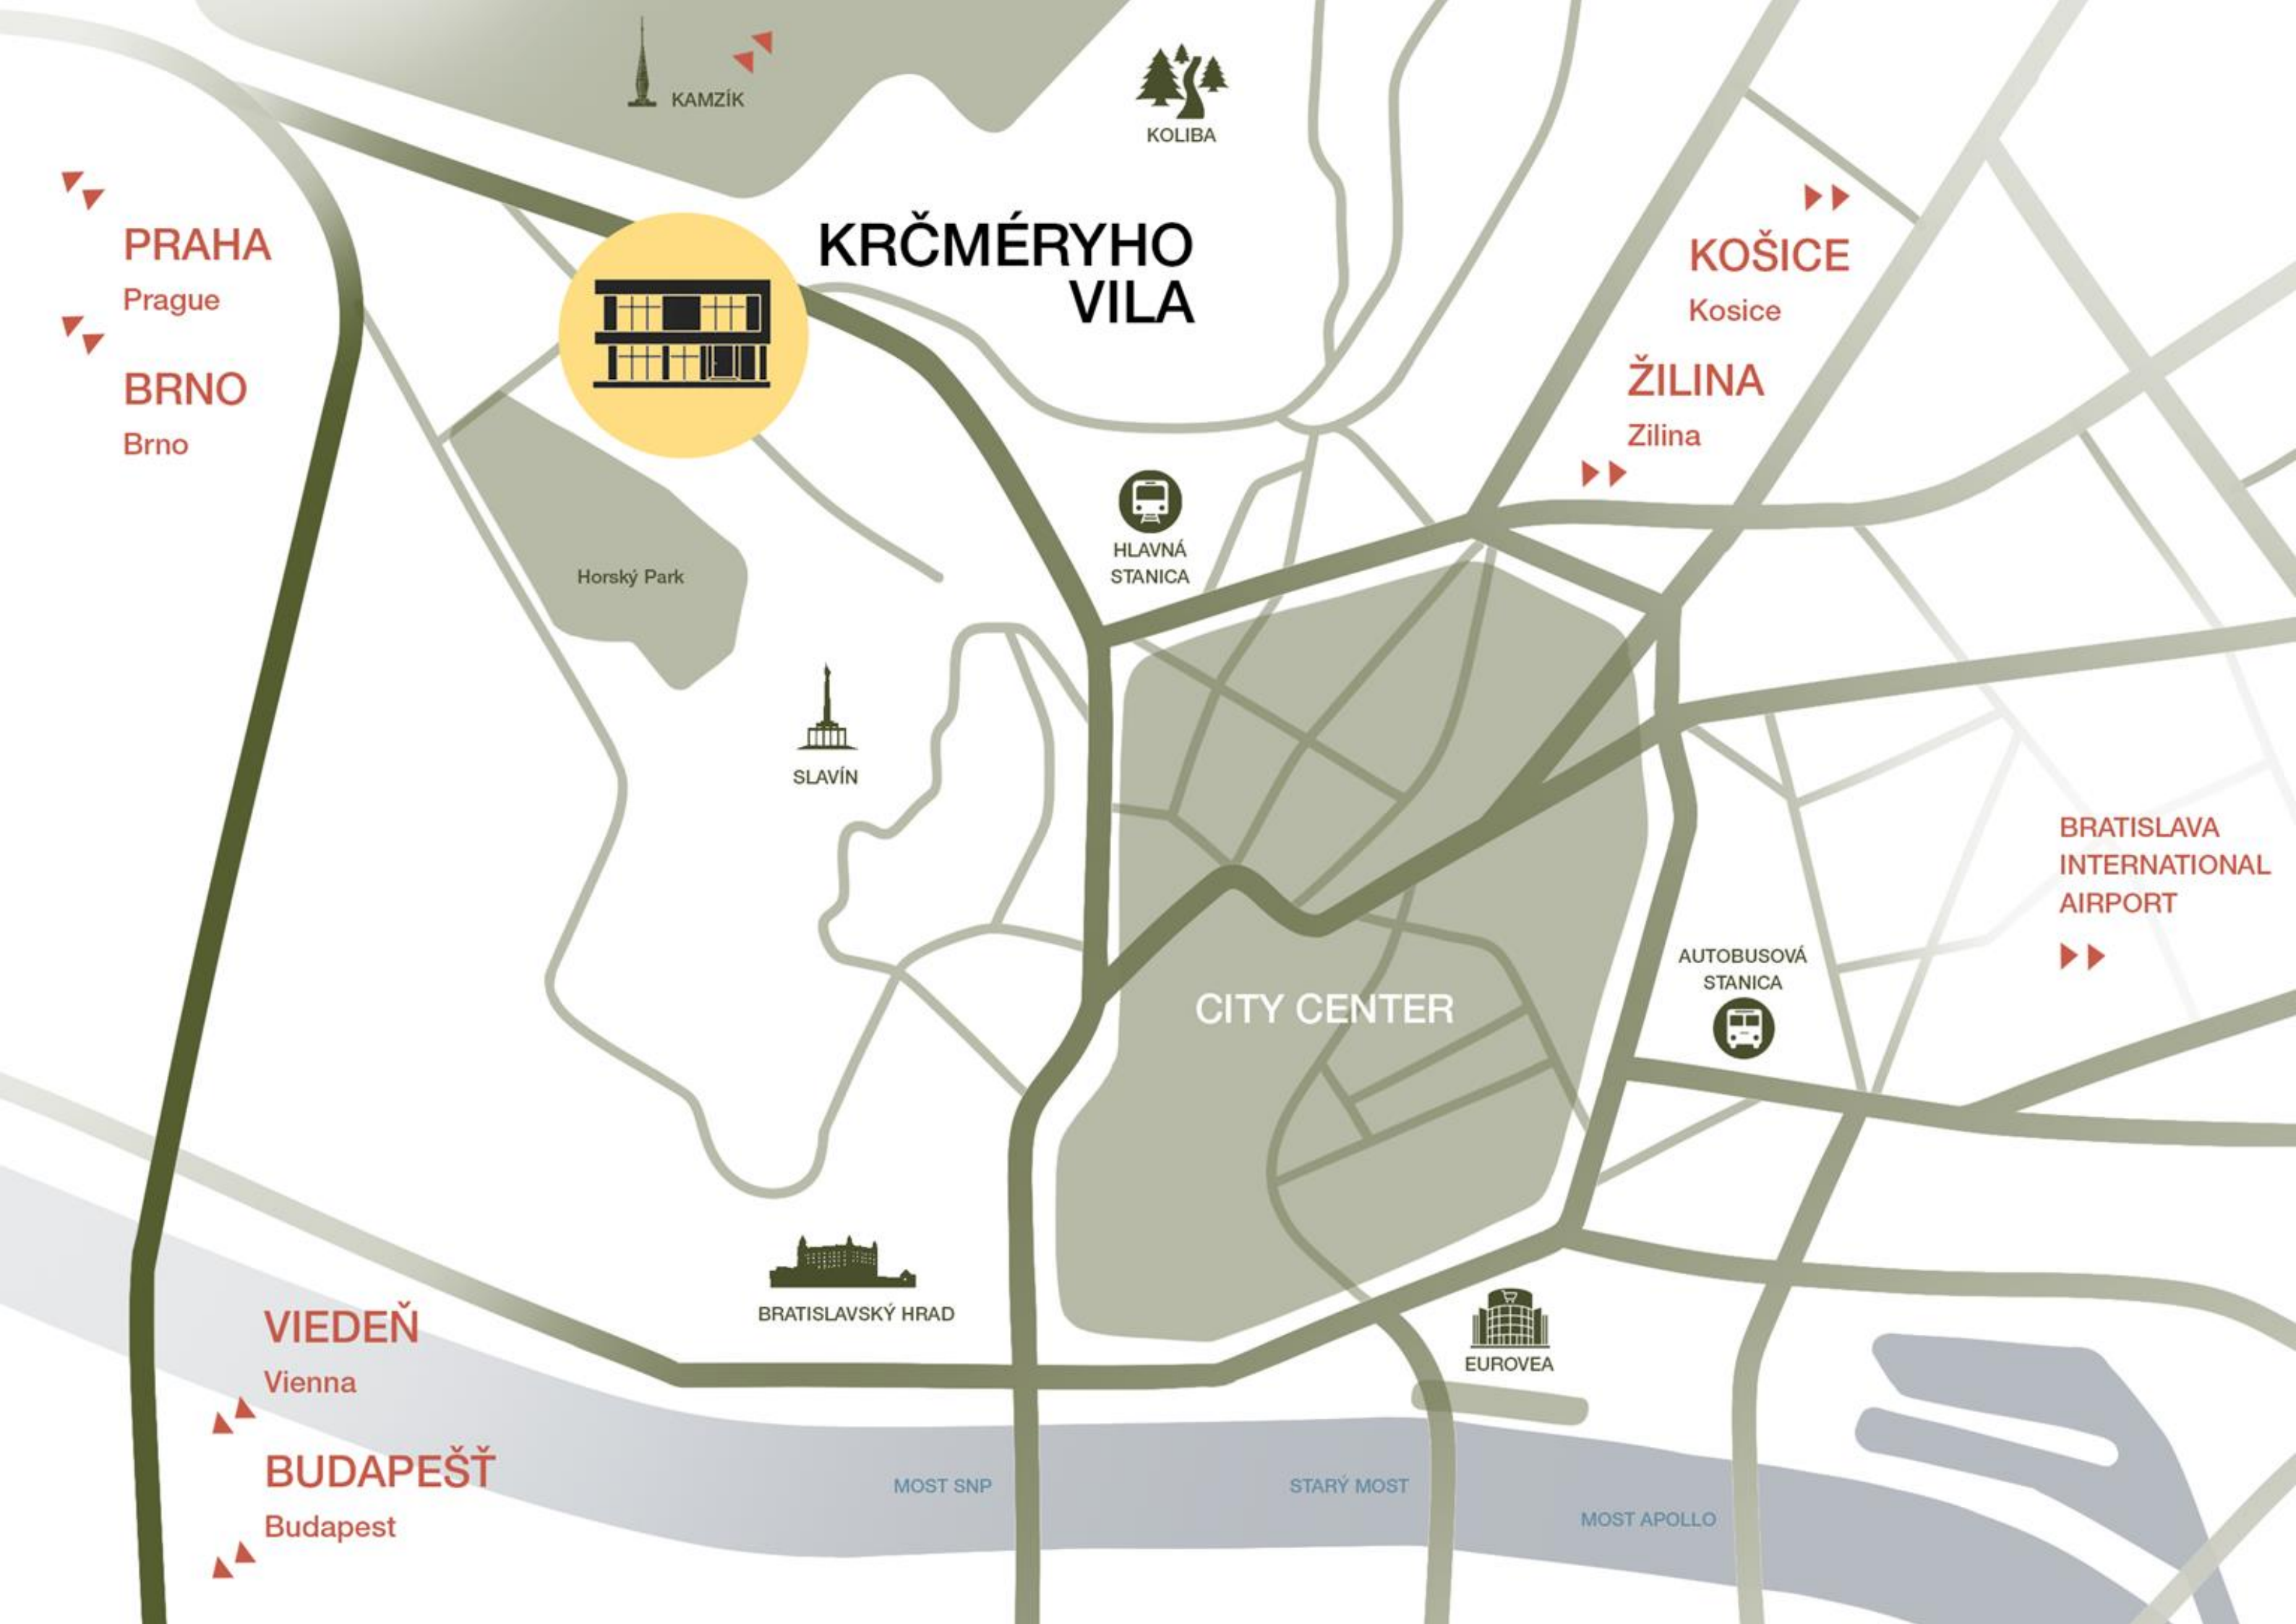 KAMZÍK
KOLIBA
PRAHA
Prague
BRNO
Brno
KRČMÉRYHO
VILA
KOŠICE
Kosice
ŽILINA
Zilina
HLAVNÁ
STANICA
Horský Park
SLAVÍN
BRATISLAVA
INTERNATIONAL
AIRPORT
AUTOBUSOVÁ
STANICA
CITY CENTER
BRATISLAVSKÝ HRAD
VIEDEŇ
Vienna
EUROVEA
BUDAPEŠŤ
Budapest
MOST SNP
STARÝ MOST
MOST APOLLO